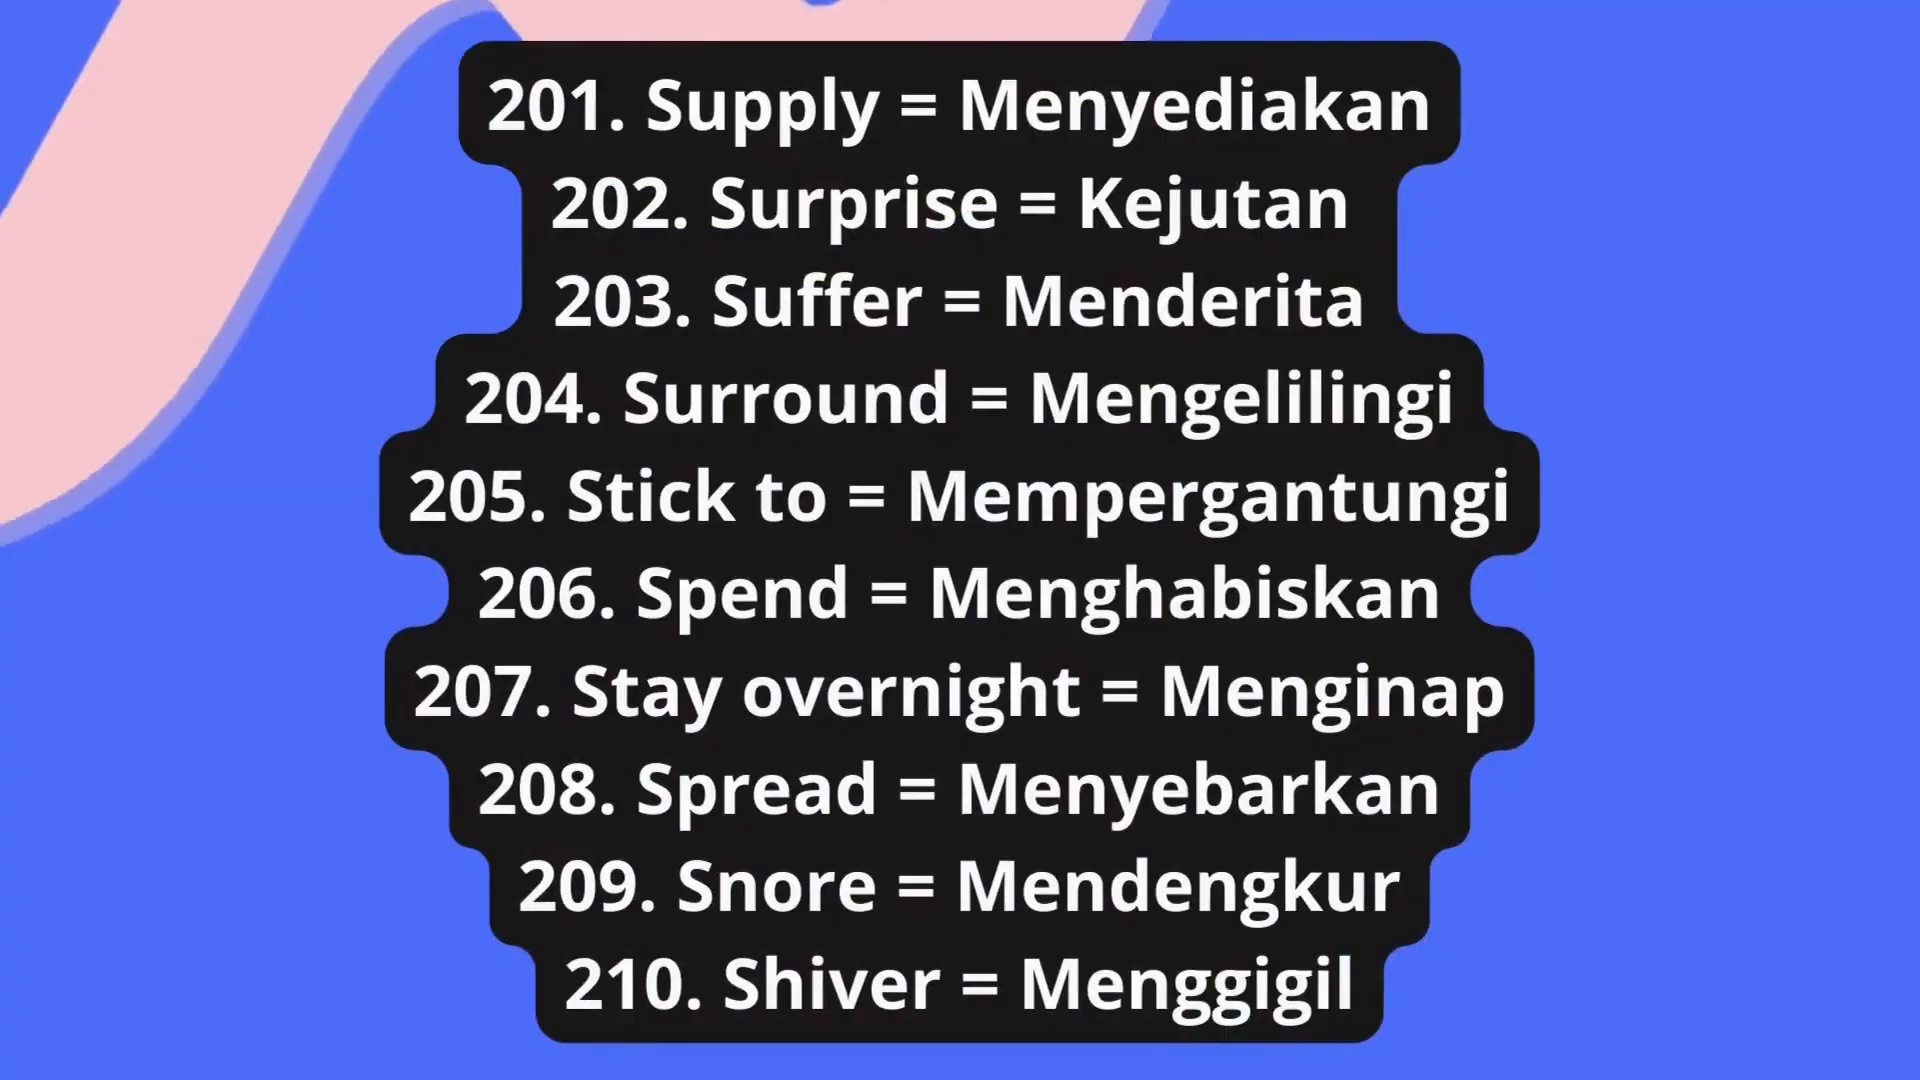 201. Supply = Menyediakan
202. Surprise = Kejutan
203. Suffer = Menderita
204. Surround = Mengelilingi
205. Stick to = Mempergantungi
206. Spend = Menghabiskan
207. Stay overnight = Menginap
208. Spread = Menyebarkan
209. Snore = Mendengkur
210. Shiver = Menggigil